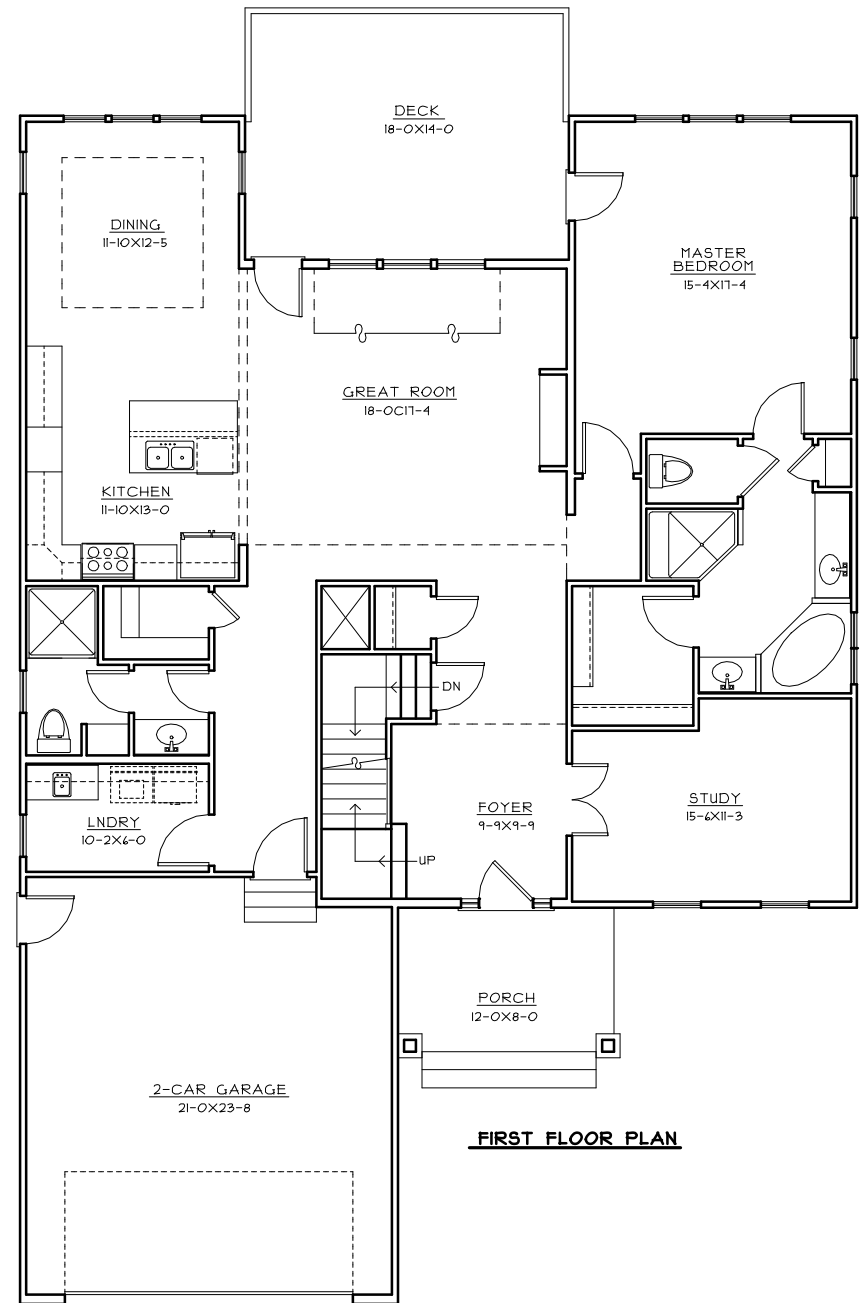 DECK
18-0X14-0
DINING
11-10X12-5
MASTER
BEDROOM
15-4X17-4
GREAT ROOM
18-0C17-4
KITCHEN
11-10X13-0
DN
FOYER
9-9X9-9
STUDY
15-6X11-3
LNDRY
10-2X6-0
UP
PORCH
12-0X8-0
2-CAR GARAGE
21-0X23-8
FIRST FLOOR PLAN